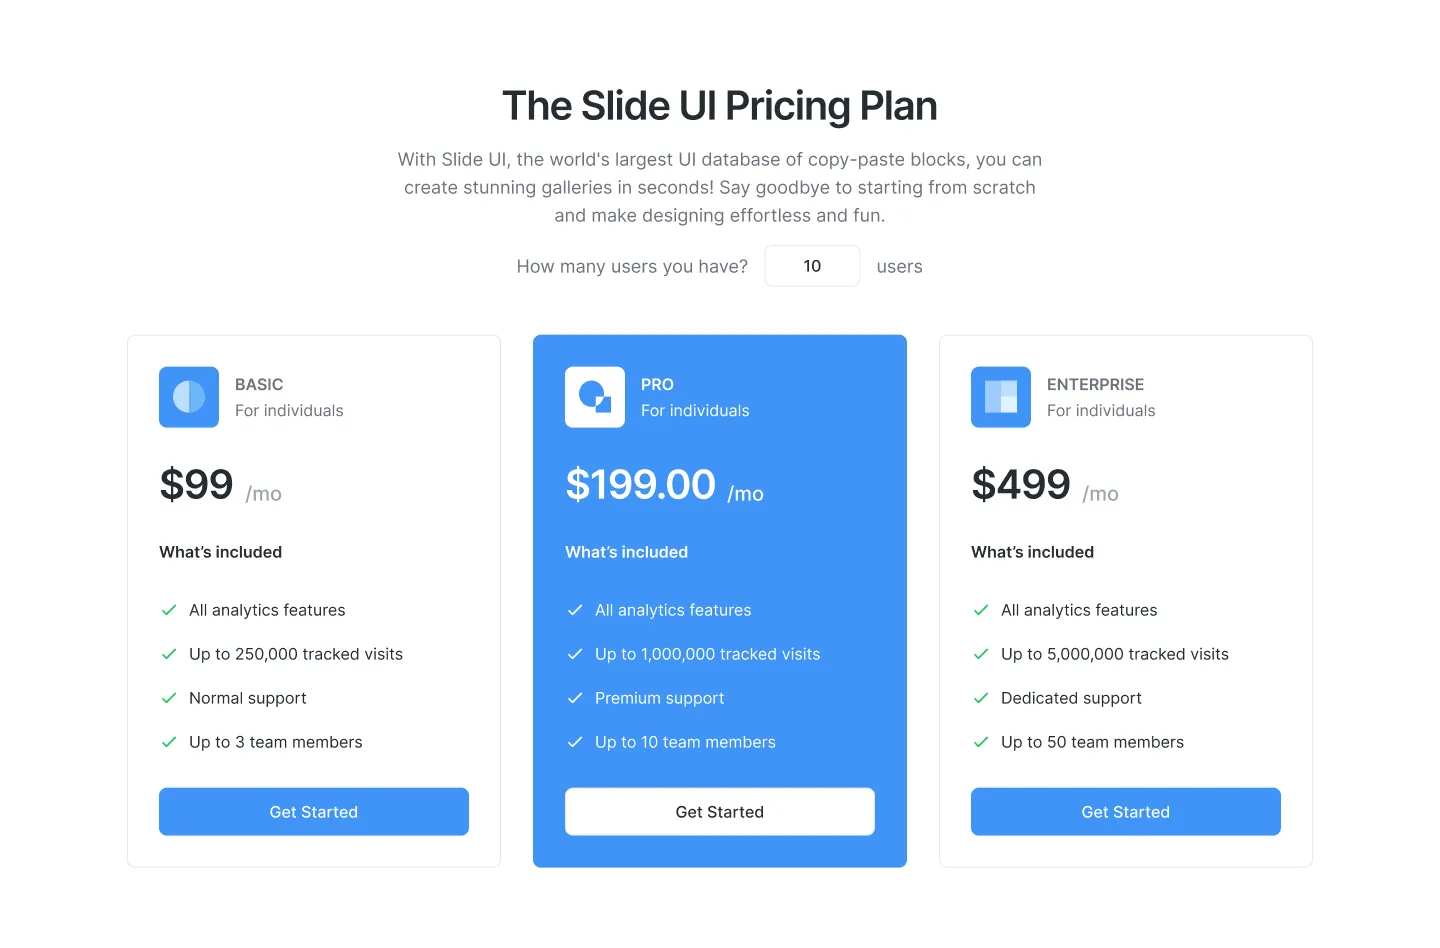 The Slide UI Pricing Plan
With Slide UI, the world's largest UI database of copy-paste blocks, you can
create stunning galleries in seconds! Say goodbye to starting from scratch
and make designing effortless and fun.
How many users you have? 10 users
BASIC
For individuals
$99 /mo
What's included
All analytics features
Up to 250,000 tracked visits
Normal support
Up to 3 team members
Get Started
PRO
For individuals
$199.00 /mo
What's included
All analytics features
Up to 1,000,000 tracked visits
Premium support
Up to 10 team members
Get Started
ENTERPRISE
For individuals
$499 /mo
What's included
All analytics features
Up to 5,000,000 tracked visits
Dedicated support
Up to 50 team members
Get Started